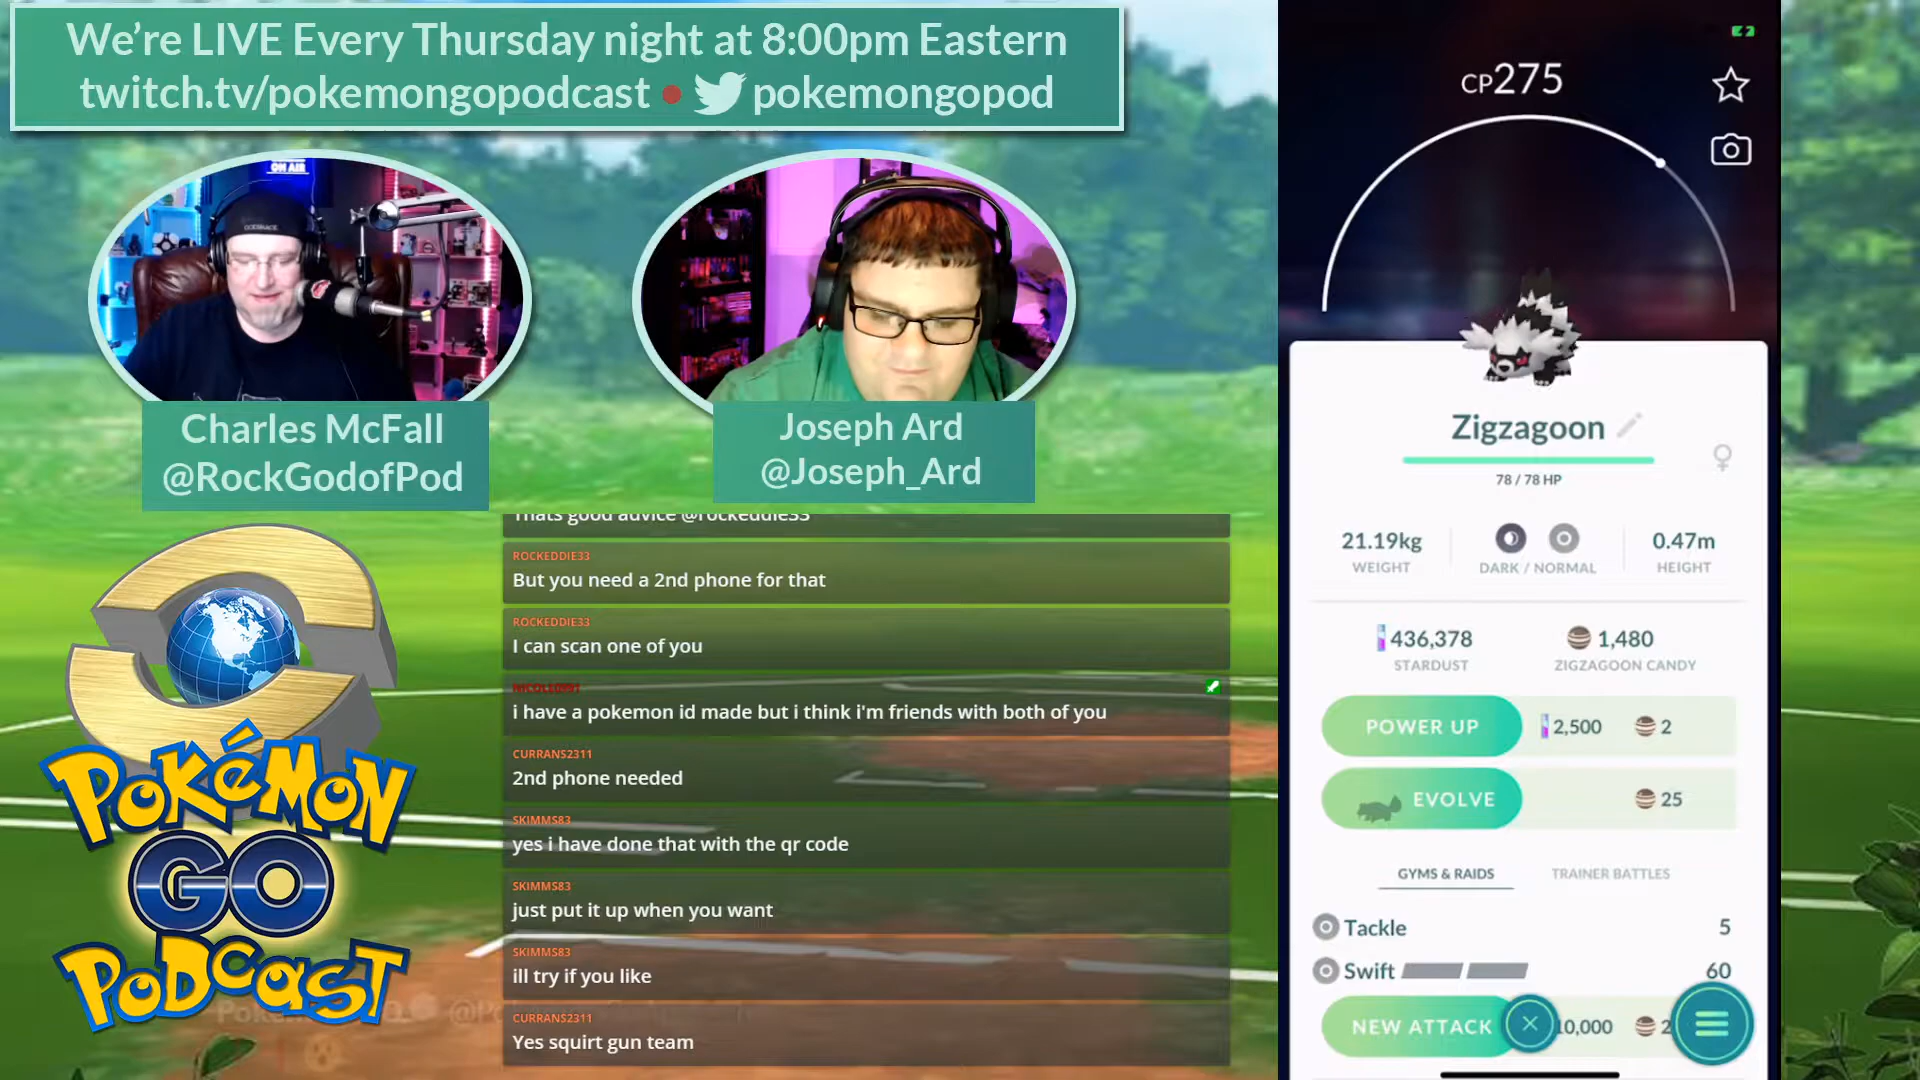 We're LIVE Every Thursday night at 8:00pm Eastern
twitch.tv/pokemongopodcast • pokemongopod
ON AIR
Charles McFall
@RockGodofPod
Joseph Ard
@Joseph_Ard
POKéMON
GO
PODCAST
Thats good advice @rockeddie33
ROCKEDDIE33
But you need a 2nd phone for that
ROCKEDDIE33
I can scan one of you
i have a pokemon id made but i think i'm friends with both of you
CURRANS2311
2nd phone needed
SKIMMS83
yes i have done that with the qr code
SKIMMS83
just put it up when you want
SKIMMS83
ill try if you like
CURRANS2311
Yes squirt gun team
CP275
Zigzagoon
78 / 78 HP
21.19kg
WEIGHT
DARK / NORMAL
0.47m
HEIGHT
436,378
STARDUST
1,480
ZIGZAGOON CANDY
POWER UP 2,500 2
EVOLVE 25
GYMS & RAIDS TRAINER BATTLES
Tackle 5
Swift 60
NEW ATTACK 10,000